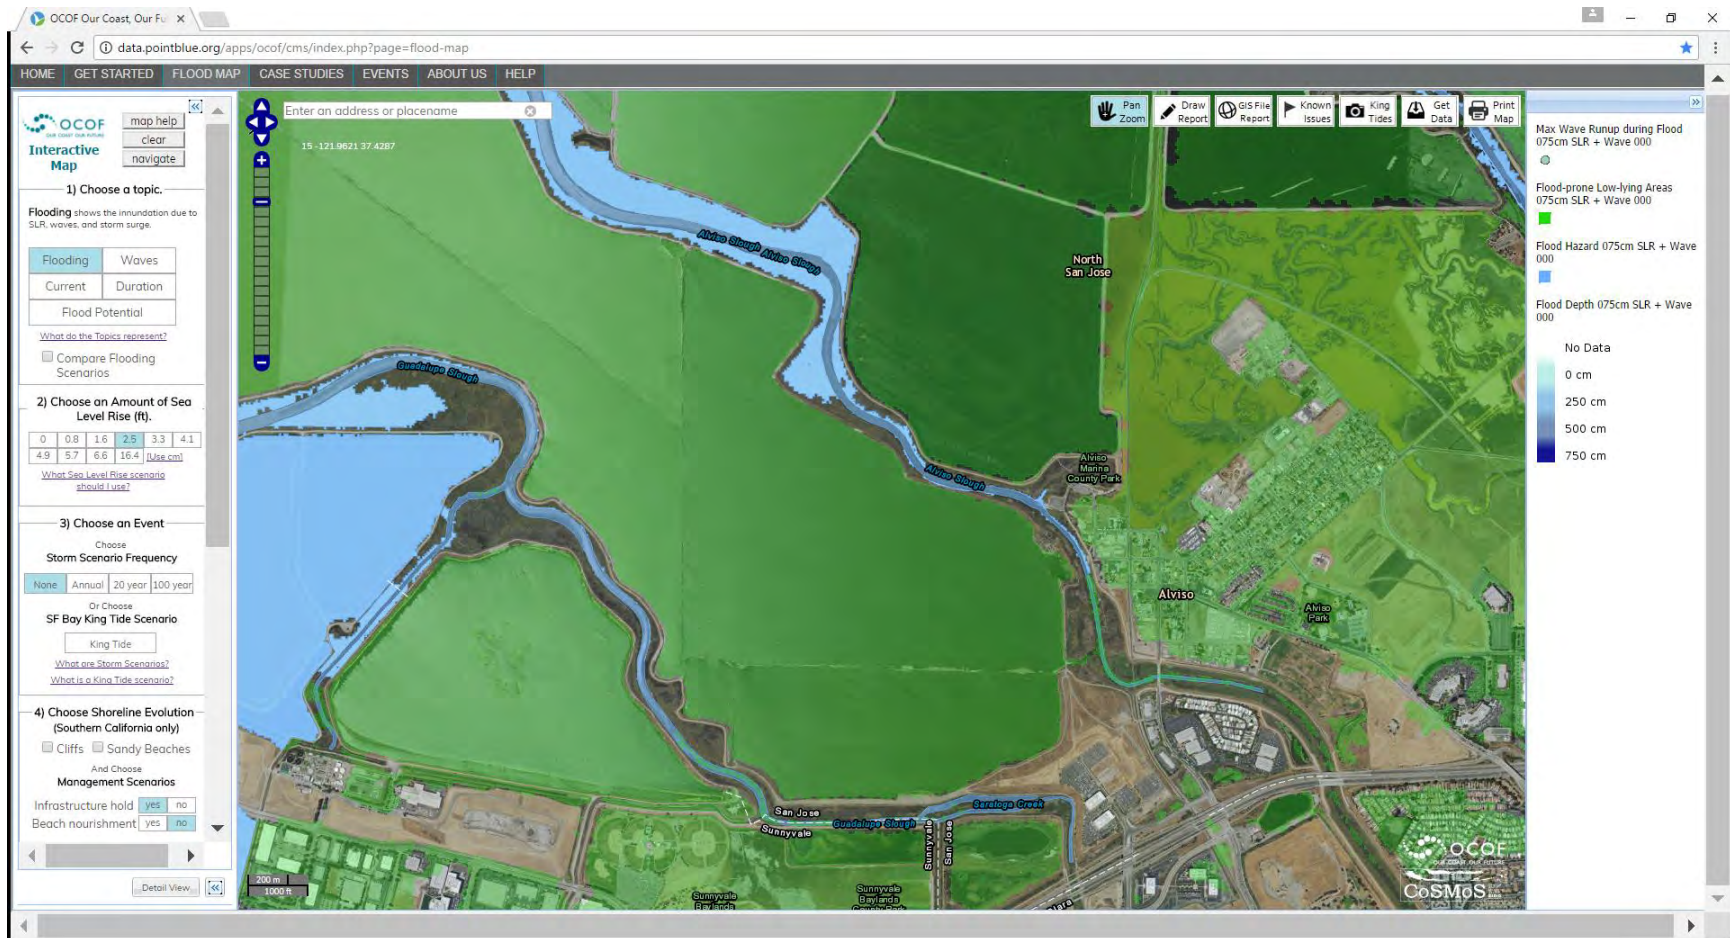 OCOF Our Coast, Our Fu
data.pointblue.org/apps/ocof/cms/index.php?page=flood-map
HOME GET STARTED FLOOD MAP CASE STUDIES EVENTS ABOUT US HELP
OCOF
OUR COAST OUR FUTURE
Interactive
Map
map help
clear
navigate
1) Choose a topic.
Flooding shows the innundation due to
SLR, waves, and storm surge.
Flooding Waves
Current Duration
Flood Potential
What do the Topics represent?
Compare Flooding
Scenarios
2) Choose an Amount of Sea
Level Rise (ft).
0 0.8 1.6 2.5 3.3 4.1
4.9 5.7 6.6 16.4 [Use cm]
What Sea Level Rise scenario
should I use?
3) Choose an Event
Choose
Storm Scenario Frequency
None Annual 20 year 100 year
Or Choose
SF Bay King Tide Scenario
King Tide
What are Storm Scenarios?
What is a King Tide scenario?
4) Choose Shoreline Evolution
(Southern California only)
Cliffs Sandy Beaches
And Choose
Management Scenarios
Infrastructure hold yes no
Beach nourishment yes no
Detail View
Enter an address or placename
15 -121.9621 37.4287
Pan
Zoom
Draw
Report
GIS File
Report
Known
Issues
King
Tides
Get
Data
Print
Map
Alviso Slough Alviso Slough
North
San Jose
Guadalupe Slough
Alviso Slough
Alviso
Marina
County Park
Alviso
Alviso
Park
San Jose
Sunnyvale
Guadalupe Slough
Saratoga Creek
Sunnyvale
San Jose
Sunnyvale
Baylands
Sunnyvale
Baylands
County Park
200 m
1000 ft
OCOF
OUR COAST, OUR FUTURE
CoSMoS
Max Wave Runup during Flood
075cm SLR + Wave 000
Flood-prone Low-lying Areas
075cm SLR + Wave 000
Flood Hazard 075cm SLR + Wave
000
Flood Depth 075cm SLR + Wave
000
No Data
0 cm
250 cm
500 cm
750 cm